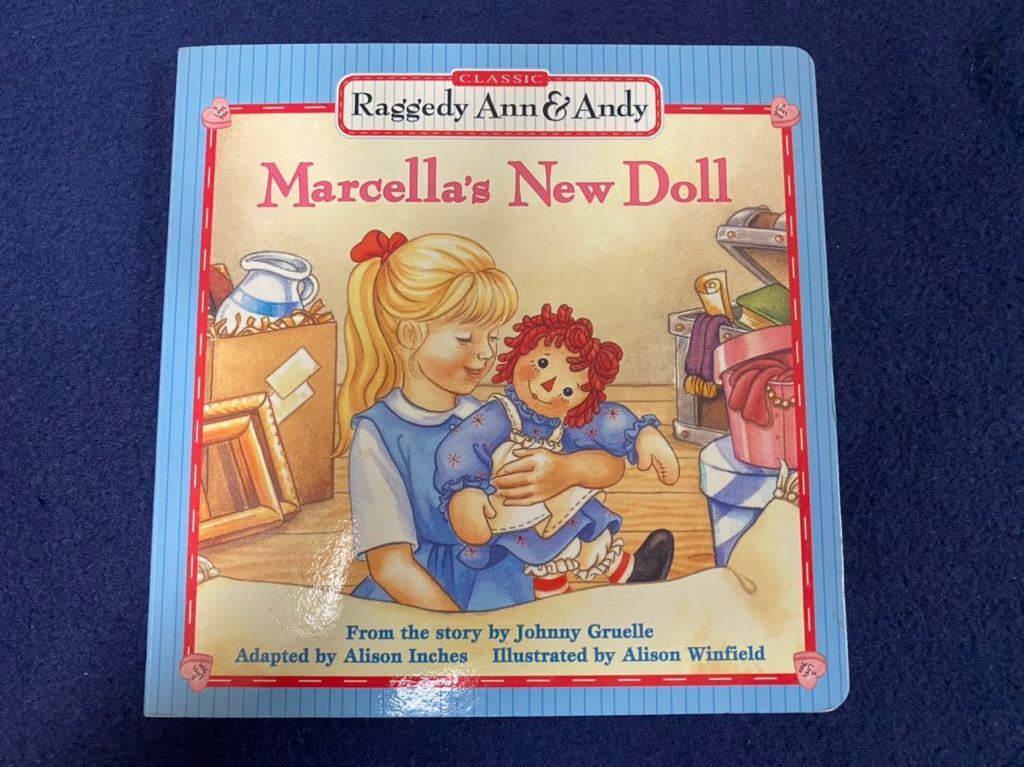 CLASSIC
Raggedy Ann & Andy
Marcella's New Doll
From the story by Johnny Gruelle
Adapted by Alison Inches Illustrated by Alison Winfield